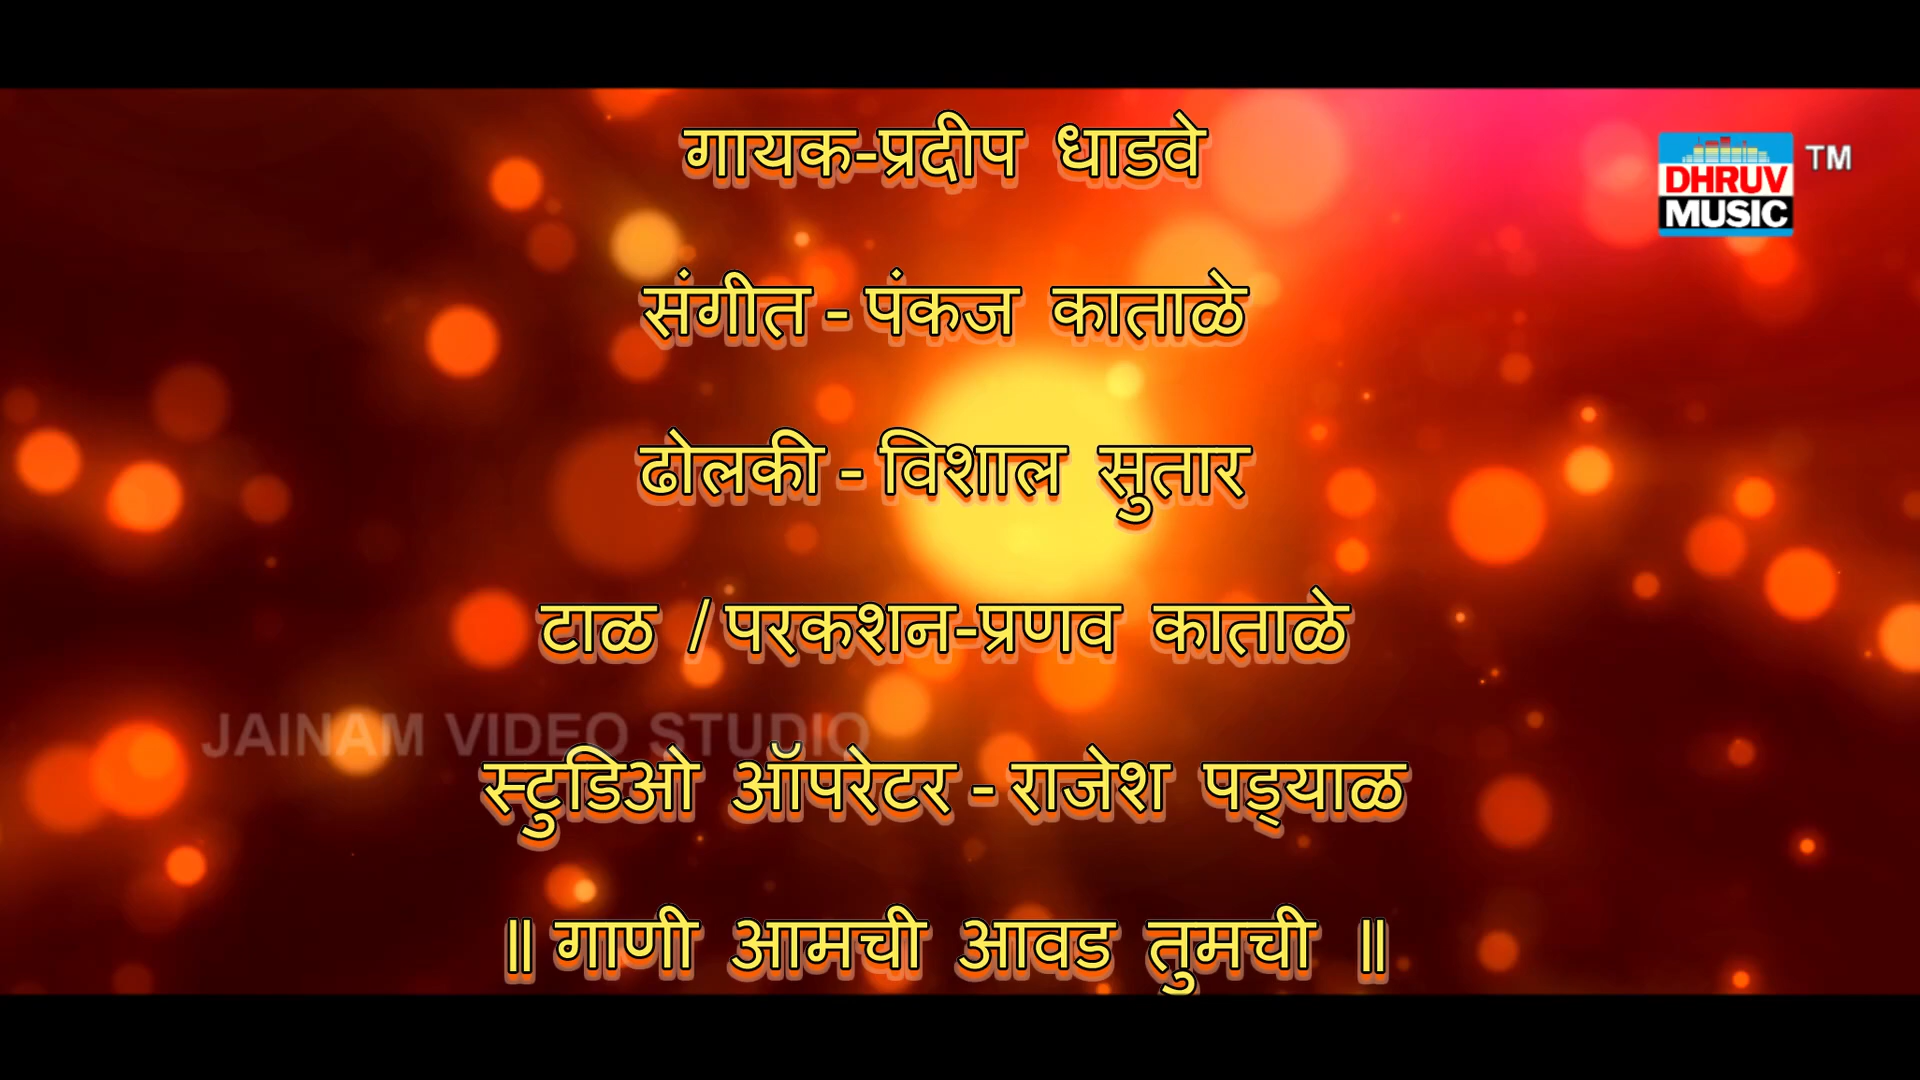 गायक-प्रदीप धाडवे
DHRUV
MUSIC
TM
संगीत - पंकज काताळे
ढोलकी - विशाल सुतार
टाळ / परकशन-प्रणव काताळे
JAINAM VIDEO STUDIO
स्टुडिओ ऑपरेटर - राजेश पड्याळ
॥ गाणी आमची आवड तुमची ॥